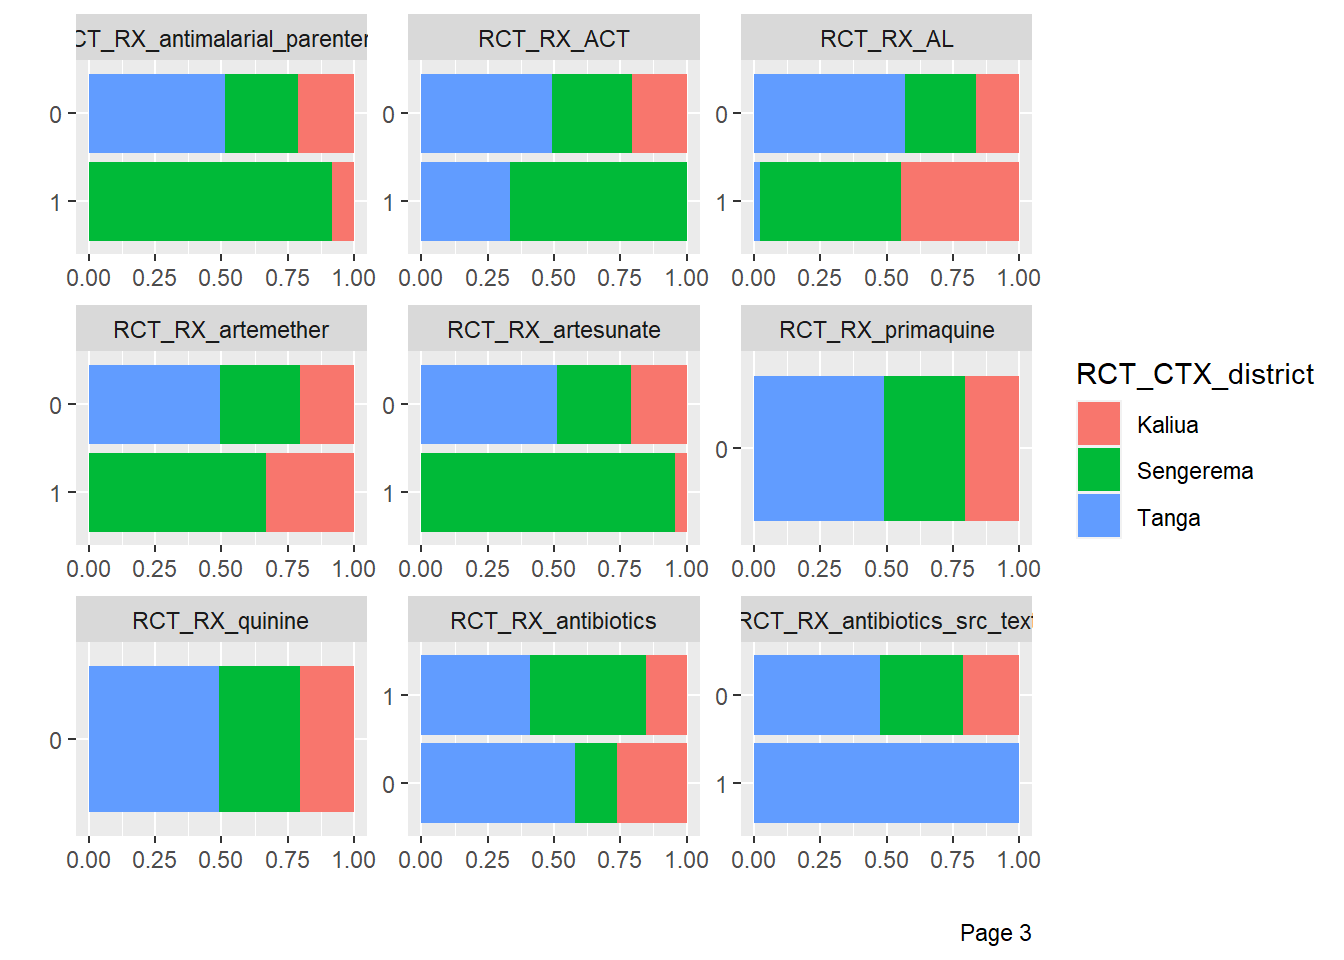 CT_RX_antimalarial_parenter
RCT_RX_ACT
RCT_RX_AL
0
1
0
1
0
1
0.00 0.25 0.50 0.75 1.00
0.00 0.25 0.50 0.75 1.00
0.00 0.25 0.50 0.75 1.00
RCT_RX_artemether
RCT_RX_artesunate
RCT_RX_primaquine
0
1
0
1
0
0.00 0.25 0.50 0.75 1.00
0.00 0.25 0.50 0.75 1.00
0.00 0.25 0.50 0.75 1.00
RCT_RX_quinine
RCT_RX_antibiotics
RCT_RX_antibiotics_src_text
0
1
0
0
1
0.00 0.25 0.50 0.75 1.00
0.00 0.25 0.50 0.75 1.00
0.00 0.25 0.50 0.75 1.00
RCT_CTX_district
Kaliua
Sengerema
Tanga
Page 3